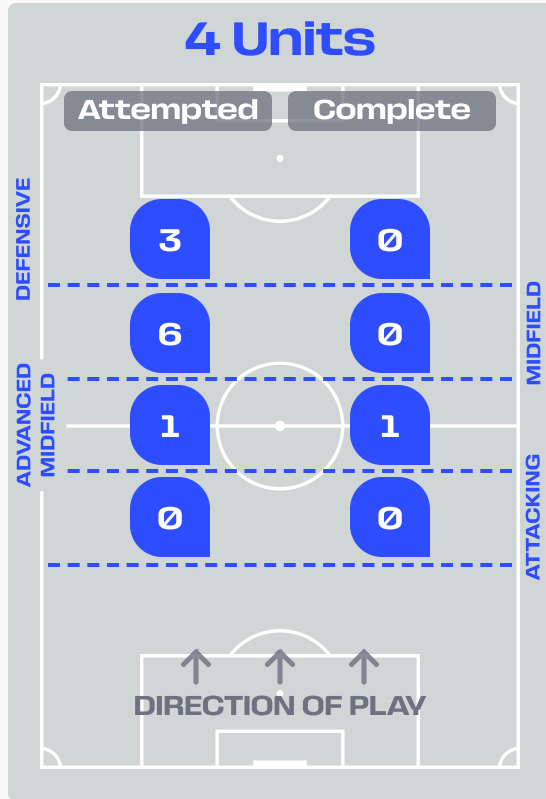 4 Units
Attempted Complete
DEFENSIVE
3 0
MIDFIELD
6 0
ADVANCED
MIDFIELD
1 1
ATTACKING
0 0
DIRECTION OF PLAY